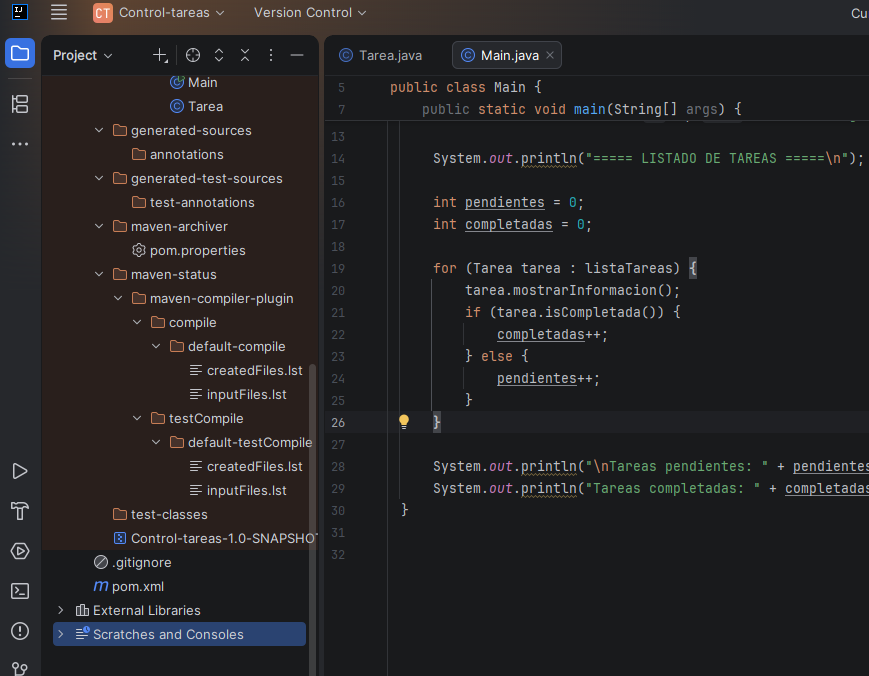 IJ
CT Control-tareas Version Control Cu
Project
Tarea.java Main.java
Main
Tarea
generated-sources
annotations
generated-test-sources
test-annotations
maven-archiver
pom.properties
maven-status
maven-compiler-plugin
compile
default-compile
createdFiles.lst
inputFiles.lst
testCompile
default-testCompile
createdFiles.lst
inputFiles.lst
test-classes
Control-tareas-1.0-SNAPSHOT
.gitignore
m pom.xml
External Libraries
Scratches and Consoles
5 public class Main {
7 public static void main(String[] args) {
13
14 System.out.println("===== LISTADO DE TAREAS =====\n");
15
16 int pendientes = 0;
17 int completadas = 0;
18
19 for (Tarea tarea : listaTareas) {
20 tarea.mostrarInformacion();
21 if (tarea.isCompletada()) {
22 completadas++;
23 } else {
24 pendientes++;
25 }
26 }
27
28 System.out.println("\nTareas pendientes: " + pendientes
29 System.out.println("Tareas completadas: " + completadas
30 }
31
32